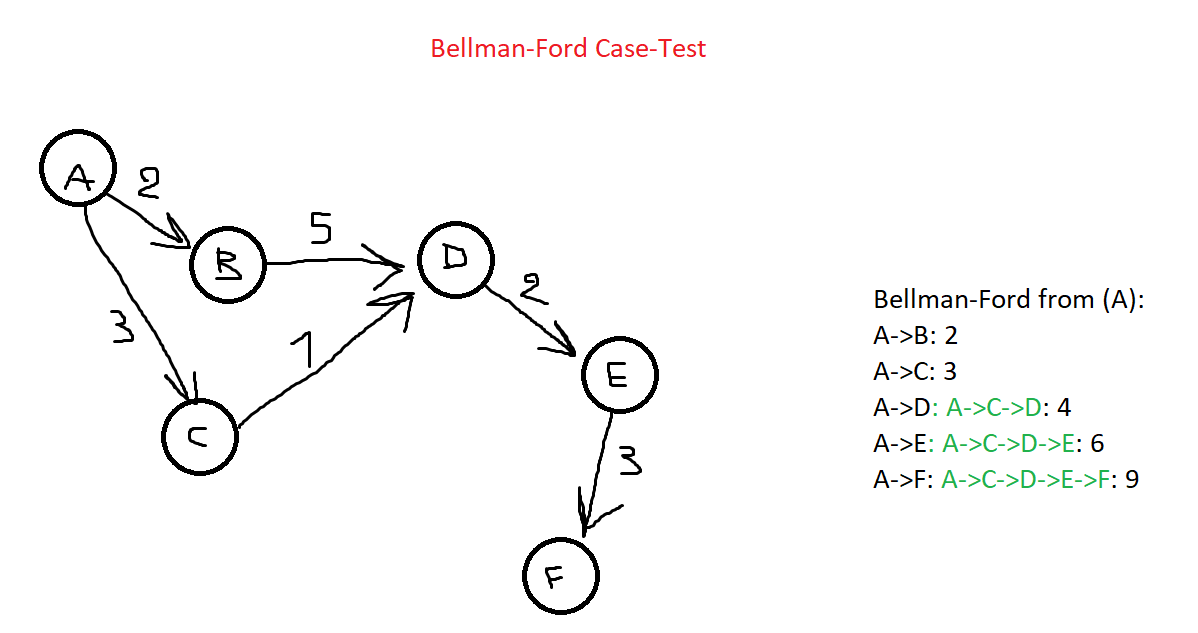 Bellman-Ford Case-Test
A
2
B
5
D
2
3
1
C
E
3
F
Bellman-Ford from (A):
A->B: 2
A->C: 3
A->D: A->C->D: 4
A->E: A->C->D->E: 6
A->F: A->C->D->E->F: 9